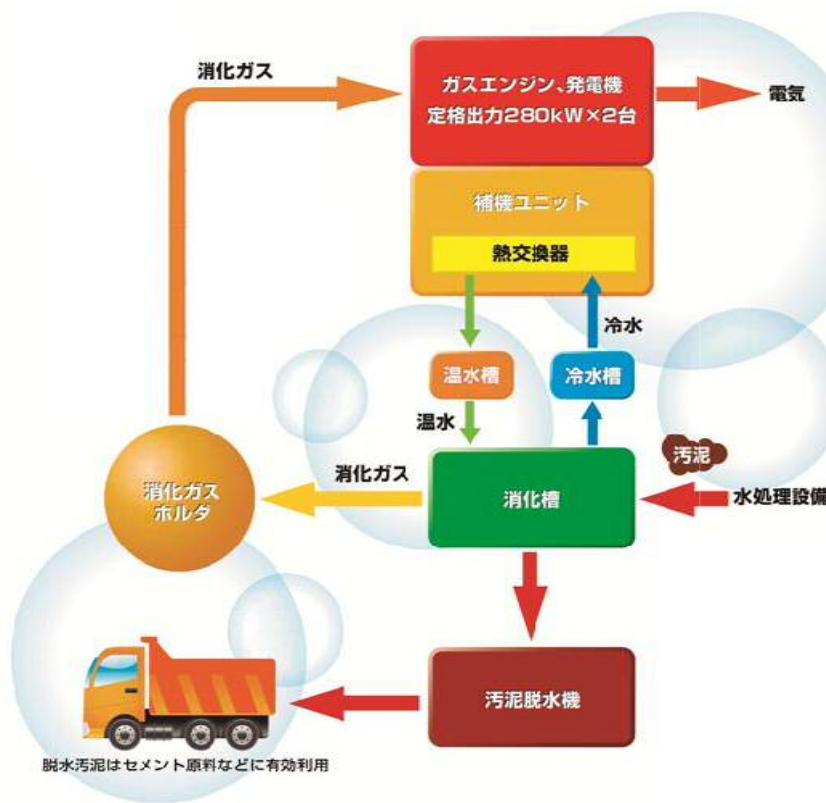 消化ガス
ガスエンジン、発電機
定格出力280kW×2台
電気
補機ユニット
熱交換器
冷水
温水槽
冷水槽
温水
汚泥
消化ガス
消化ガス
ホルダ
消化槽
水処理設備
汚泥脱水機
脱水汚泥はセメント原料などに有効利用